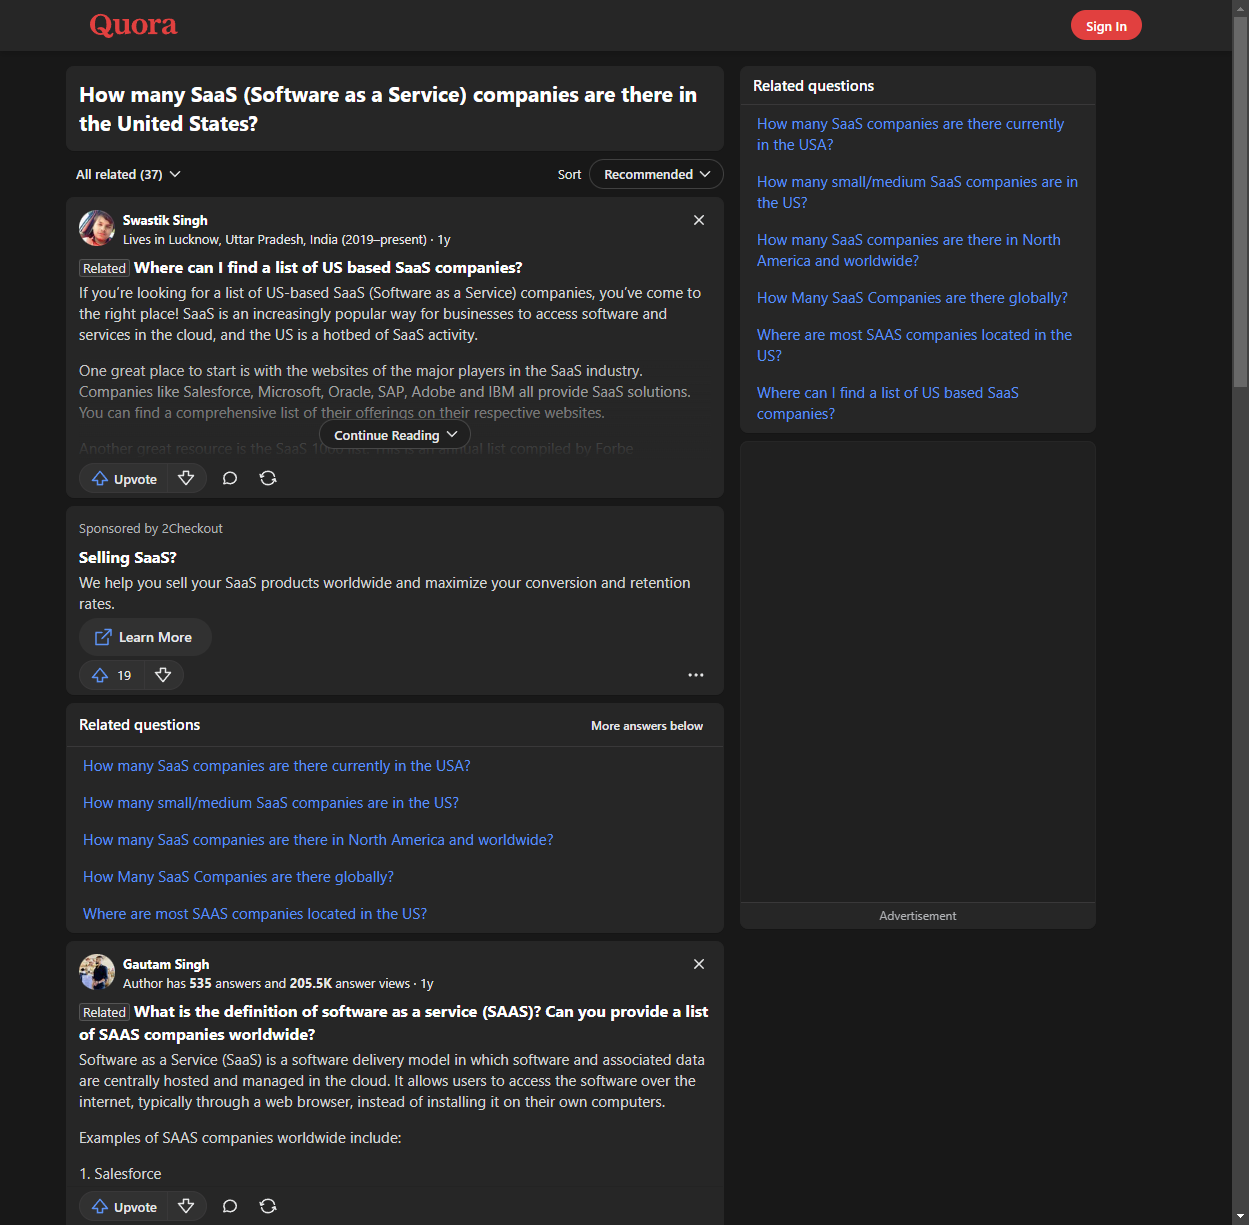 Quora
Sign In
How many SaaS (Software as a Service) companies are there in
the United States?
All related (37)
Sort
Recommended
Swastik Singh
Lives in Lucknow, Uttar Pradesh, India (2019–present) · 1y
Related Where can I find a list of US based SaaS companies?
If you’re looking for a list of US-based SaaS (Software as a Service) companies, you’ve come to
the right place! SaaS is an increasingly popular way for businesses to access software and
services in the cloud, and the US is a hotbed of SaaS activity.
One great place to start is with the websites of the major players in the SaaS industry.
Companies like Salesforce, Microsoft, Oracle, SAP, Adobe and IBM all provide SaaS solutions.
You can find a comprehensive list of their offerings on their respective websites.
Another great resource is the SaaS 1000 list. This is an annual list compiled by Forbe
Continue Reading
Upvote
Sponsored by 2Checkout
Selling SaaS?
We help you sell your SaaS products worldwide and maximize your conversion and retention
rates.
Learn More
19
Related questions
More answers below
How many SaaS companies are there currently in the USA?
How many small/medium SaaS companies are in the US?
How many SaaS companies are there in North America and worldwide?
How Many SaaS Companies are there globally?
Where are most SAAS companies located in the US?
Gautam Singh
Author has 535 answers and 205.5K answer views · 1y
Related What is the definition of software as a service (SAAS)? Can you provide a list
of SAAS companies worldwide?
Software as a Service (SaaS) is a software delivery model in which software and associated data
are centrally hosted and managed in the cloud. It allows users to access the software over the
internet, typically through a web browser, instead of installing it on their own computers.
Examples of SAAS companies worldwide include:
1. Salesforce
Upvote
Related questions
How many SaaS companies are there currently
in the USA?
How many small/medium SaaS companies are in
the US?
How many SaaS companies are there in North
America and worldwide?
How Many SaaS Companies are there globally?
Where are most SAAS companies located in the
US?
Where can I find a list of US based SaaS
companies?
Advertisement